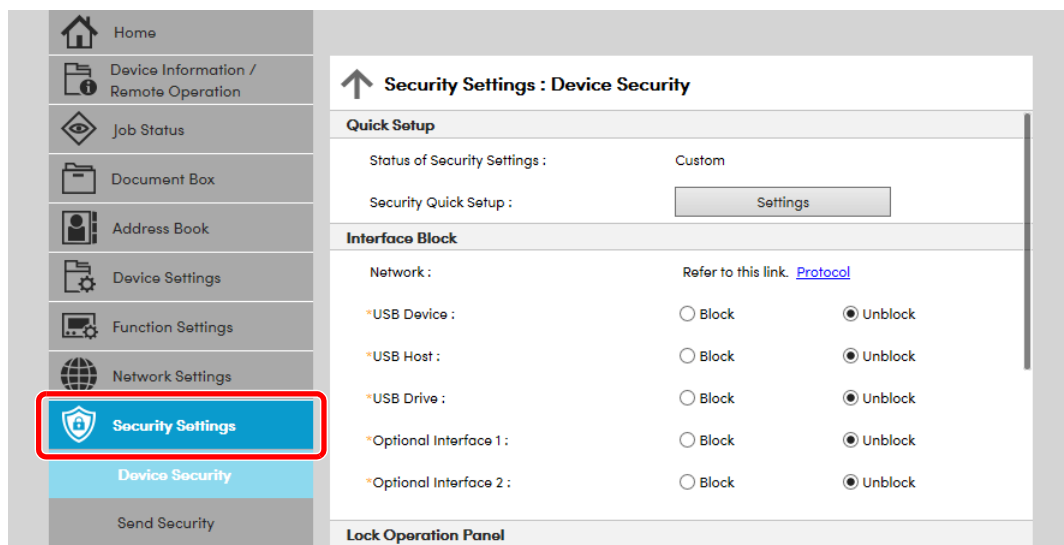 Home
Device Information /
Remote Operation
Job Status
Document Box
Address Book
Device Settings
Function Settings
Network Settings
Security Settings
Device Security
Send Security
Security Settings : Device Security
Quick Setup
Status of Security Settings : Custom
Security Quick Setup : Settings
Interface Block
Network : Refer to this link. Protocol
*USB Device : Block Unblock
*USB Host : Block Unblock
*USB Drive : Block Unblock
*Optional Interface 1 : Block Unblock
*Optional Interface 2 : Block Unblock
Lock Operation Panel